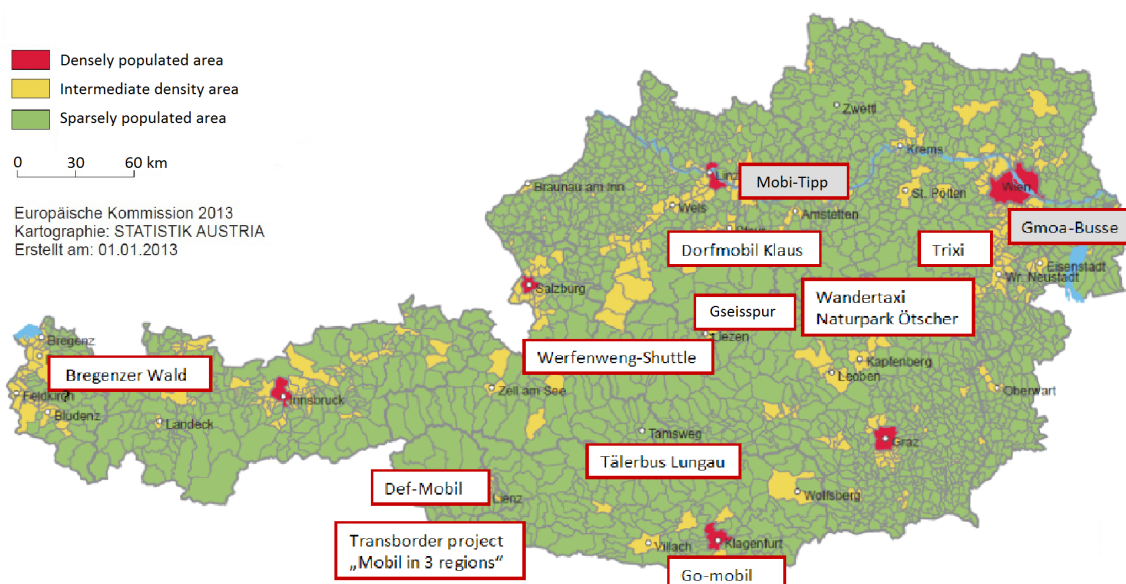 Densely populated area
Intermediate density area
Sparsely populated area
0 30 60 km
Europäische Kommission 2013
Kartographie: STATISTIK AUSTRIA
Erstellt am: 01.01.2013
Zwettl
Krems
Linz
Mobi-Tipp
Wien
Braunau am Inn
St. Pölten
Wels
Amstetten
Gmoa-Busse
Dorfmobil Klaus
Trixi
Eisenstadt
Wr. Neustadt
Salzburg
Gseisspur
Wandertaxi
Naturpark Ötscher
Liezen
Bregenz
Werfenweng-Shuttle
Kapfenberg
Bregenzer Wald
Leoben
Feldkirch
?
Innsbruck
Zell am See
Oberwart
Bludenz
Landeck
Tamsweg
Graz
Tälerbus Lungau
Def-Mobil
Lienz
Wolfsberg
Transborder project
„Mobil in 3 regions“
Villach
Klagenfurt
Go-mobil